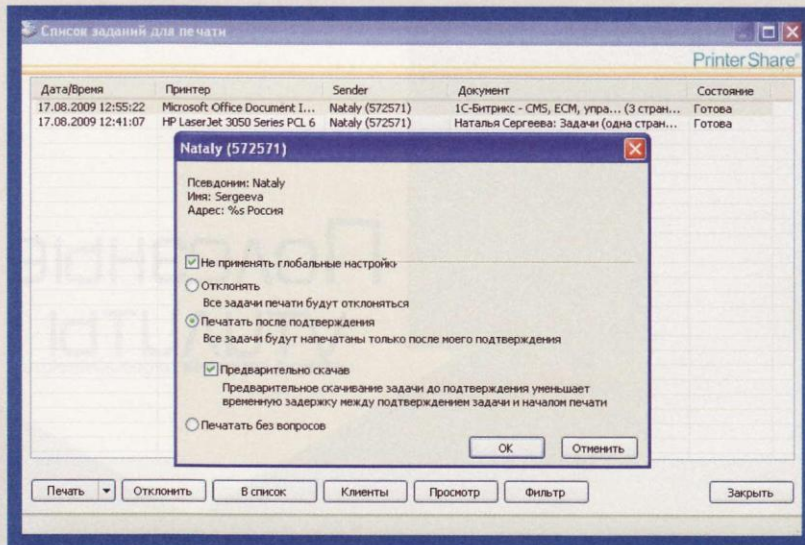 Список заданий для печати
PrinterShare®
Дата/Время Принтер Sender Документ Состояние
17.08.2009 12:55:22 Microsoft Office Document I... Nataly (572571) 1С-Битрикс - CMS, ECM, упра... (3 стран... Готова
17.08.2009 12:41:07 HP LaserJet 3050 Series PCL 6 Nataly (572571) Наталья Сергеева: Задачи (одна стран... Готова
Nataly (572571)
Псевдоним: Nataly
Имя: Sergeeva
Адрес: %s Россия
Не применять глобальные настройки
Отклонять
Все задачи печати будут отклоняться
Печатать после подтверждения
Все задачи будут напечатаны только после моего подтверждения
Предварительно скачав
Предварительное скачивание задачи до подтверждения уменьшает
временную задержку между подтверждением задачи и началом печати
Печатать без вопросов
OK Отменить
Печать Отклонить В список Клиенты Просмотр Фильтр Закрыть